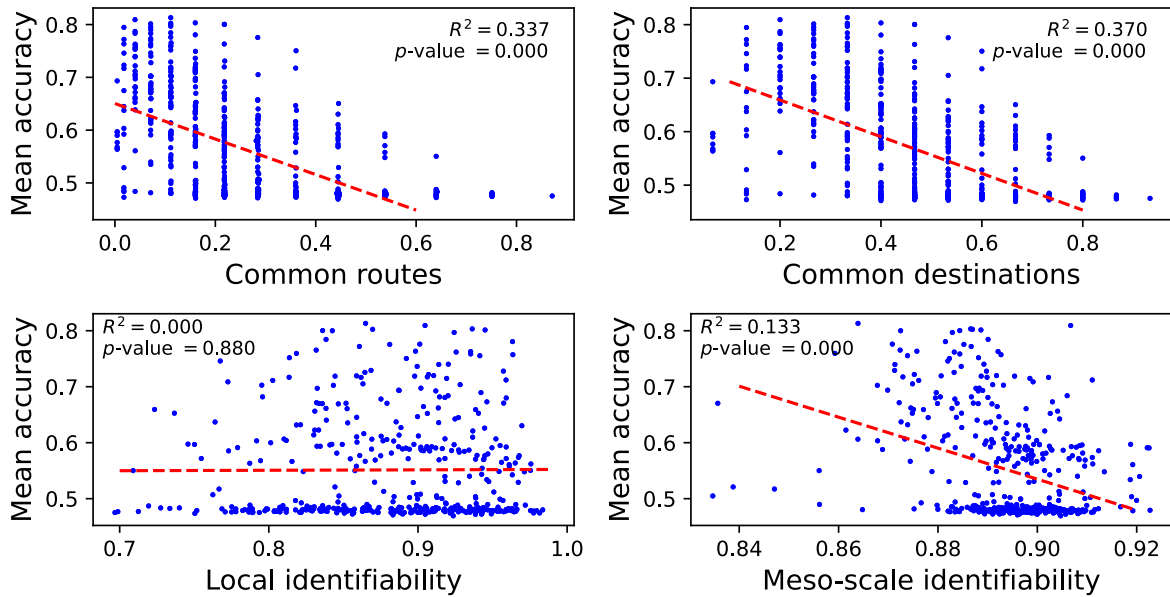 R² = 0.337
p-value = 0.000
Mean accuracy
0.8
0.7
0.6
0.5
0.0 0.2 0.4 0.6 0.8
Common routes
R² = 0.370
p-value = 0.000
Mean accuracy
0.8
0.7
0.6
0.5
0.2 0.4 0.6 0.8
Common destinations
R² = 0.000
p-value = 0.880
Mean accuracy
0.8
0.7
0.6
0.5
0.7 0.8 0.9 1.0
Local identifiability
R² = 0.133
p-value = 0.000
Mean accuracy
0.8
0.7
0.6
0.5
0.84 0.86 0.88 0.90 0.92
Meso-scale identifiability